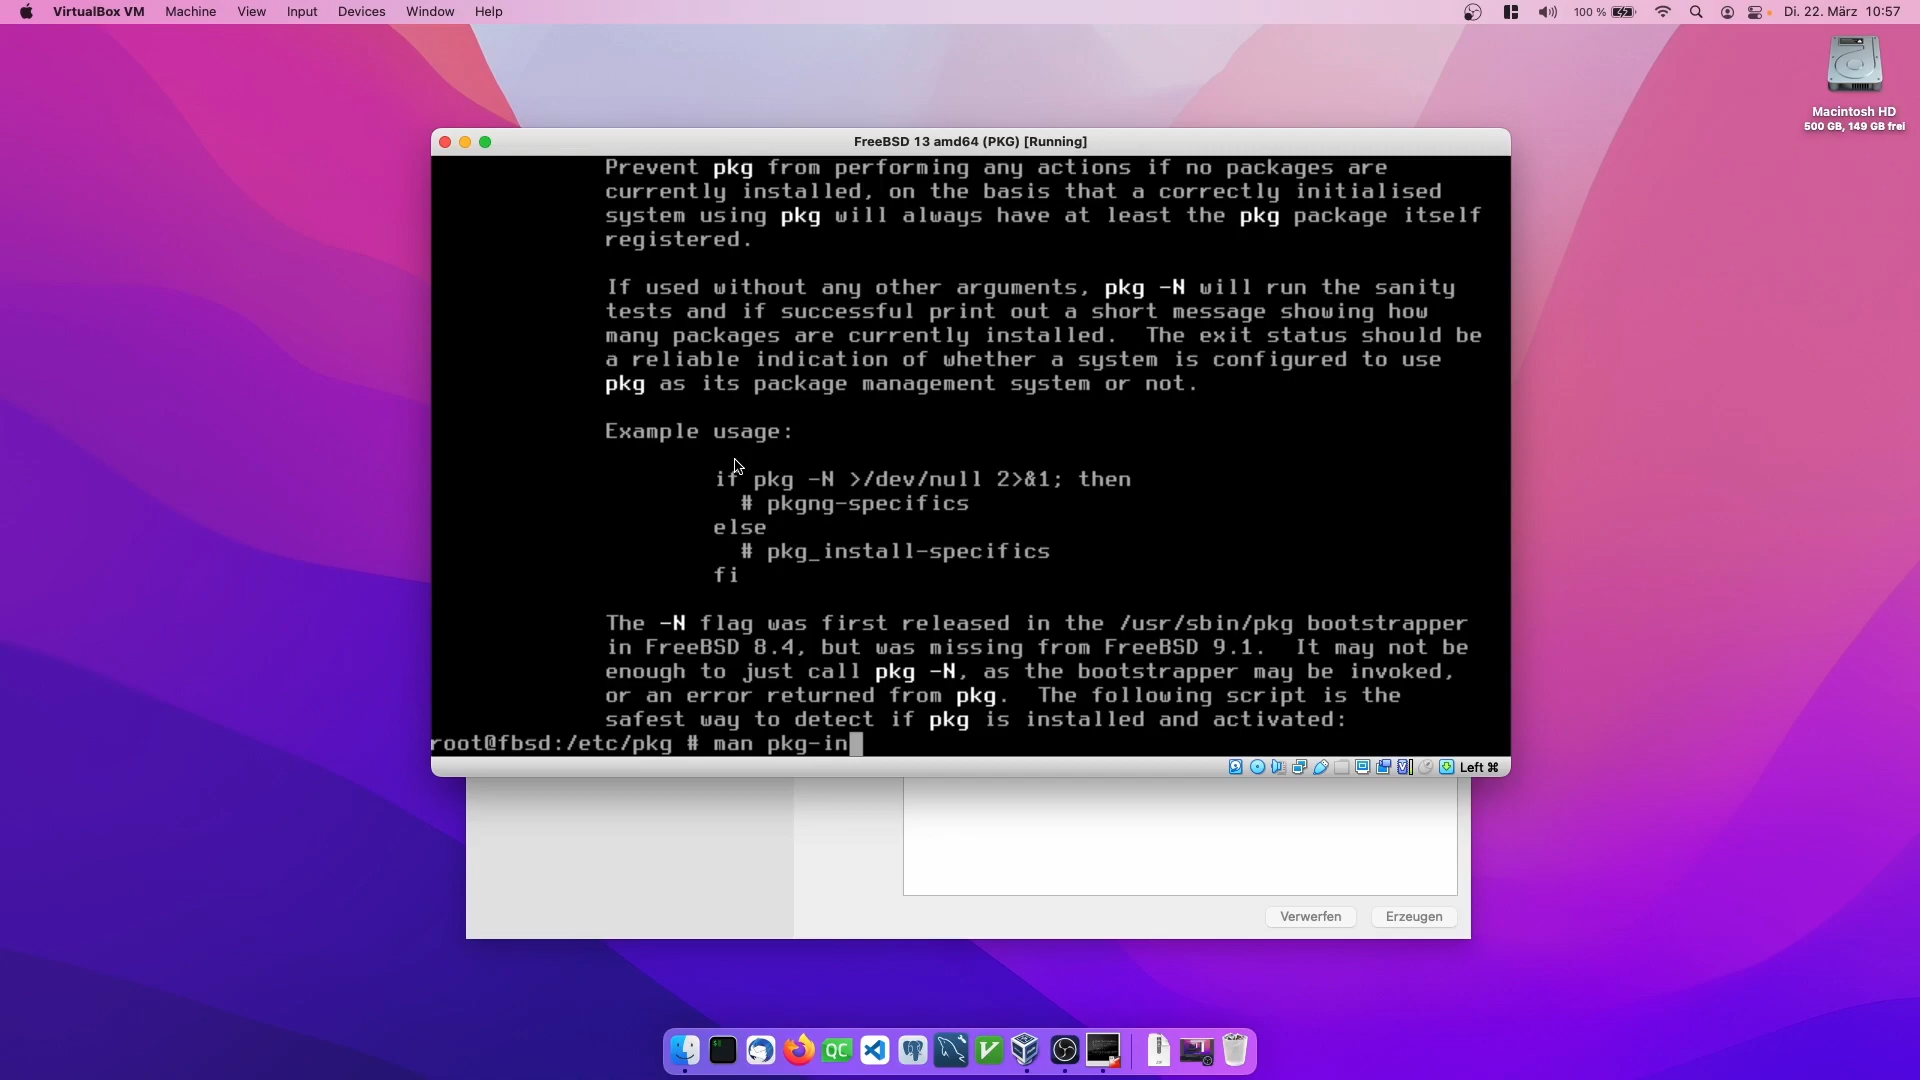 VirtualBox VM Machine View Input Devices Window Help 100 % Di. 22. März 10:57
Macintosh HD
500 GB, 149 GB frei
FreeBSD 13 amd64 (PKG) [Running]
Prevent pkg from performing any actions if no packages are
currently installed, on the basis that a correctly initialised
system using pkg will always have at least the pkg package itself
registered.
If used without any other arguments, pkg -N will run the sanity
tests and if successful print out a short message showing how
many packages are currently installed.  The exit status should be
a reliable indication of whether a system is configured to use
pkg as its package management system or not.
Example usage:
if pkg -N >/dev/null 2>&1; then
# pkgng-specifics
else
# pkg_install-specifics
fi
The -N flag was first released in the /usr/sbin/pkg bootstrapper
in FreeBSD 8.4, but was missing from FreeBSD 9.1.  It may not be
enough to just call pkg -N, as the bootstrapper may be invoked,
or an error returned from pkg.  The following script is the
safest way to detect if pkg is installed and activated:
root@fbsd:/etc/pkg # man pkg-in
Left ⌘
Verwerfen Erzeugen
QC